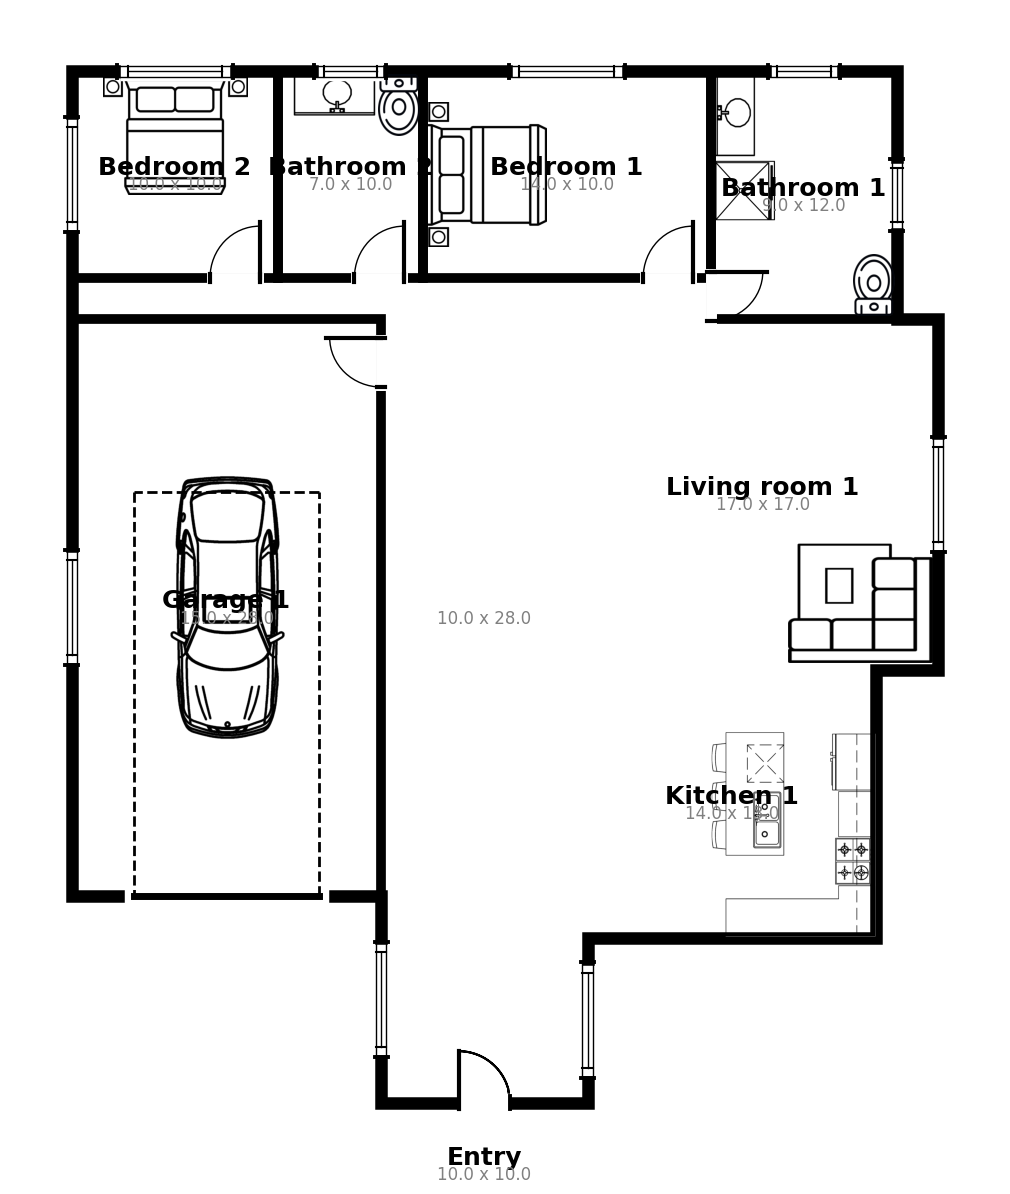 Bedroom 2
10.0 x 10.0
Bathroom 2
7.0 x 10.0
Bedroom 1
14.0 x 10.0
Bathroom 1
9.0 x 12.0
Living room 1
17.0 x 17.0
Garage 1
15.0 x 28.0
10.0 x 28.0
Kitchen 1
14.0 x
Entry
10.0 x 10.0